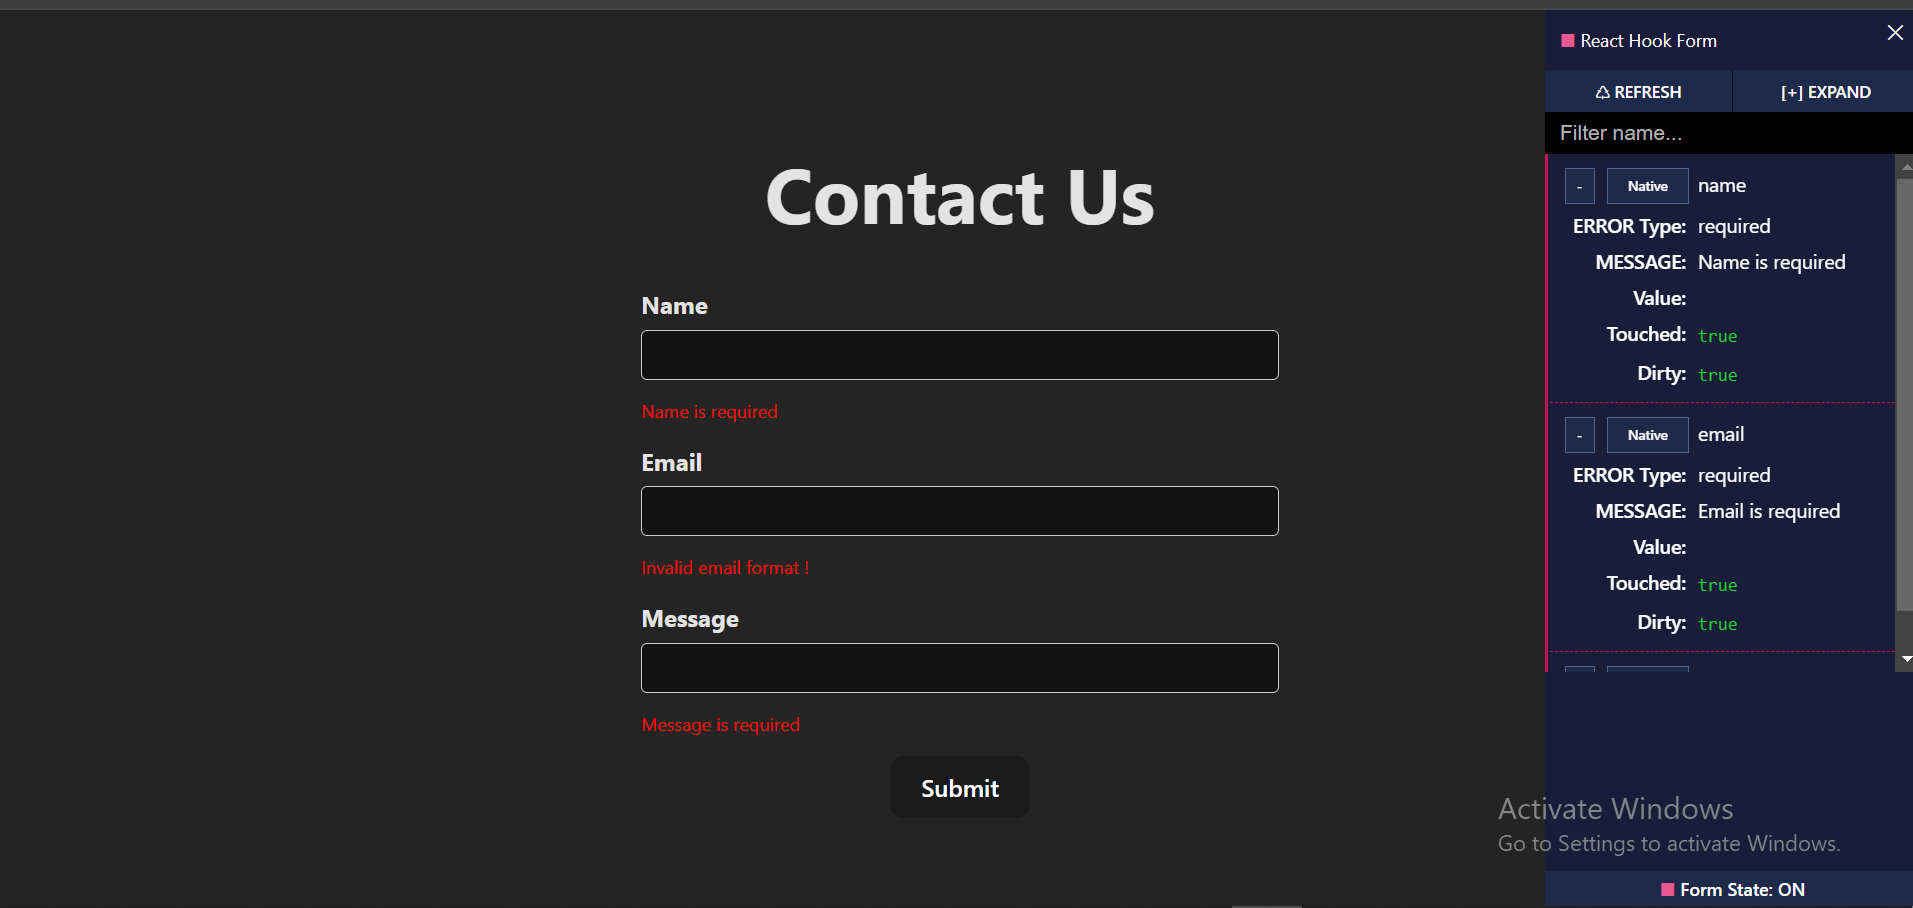 Contact Us
Name
Name is required
Email
Invalid email format !
Message
Message is required
Submit
React Hook Form
REFRESH
[+] EXPAND
Filter name...
- Native name
ERROR Type: required
MESSAGE: Name is required
Value:
Touched: true
Dirty: true
- Native email
ERROR Type: required
MESSAGE: Email is required
Value:
Touched: true
Dirty: true
Activate Windows
Go to Settings to activate Windows.
Form State: ON